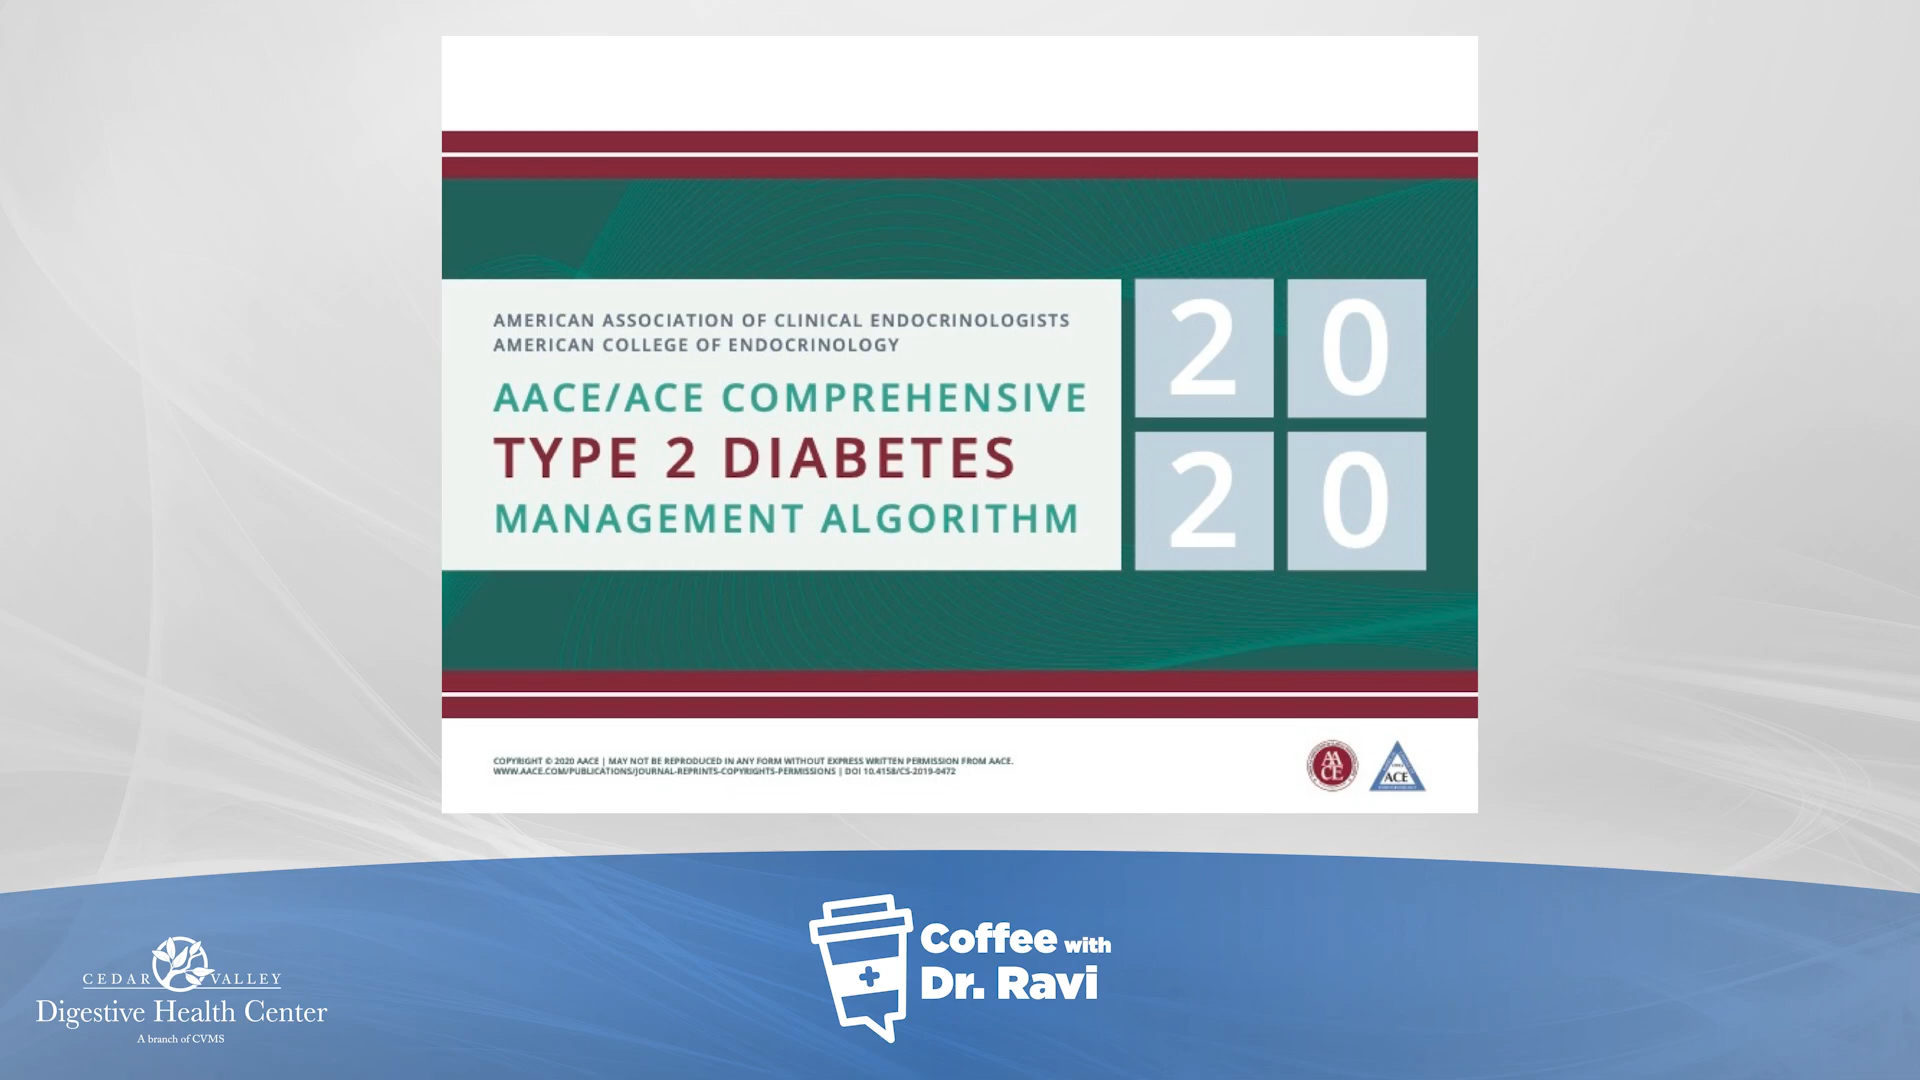 AMERICAN ASSOCIATION OF CLINICAL ENDOCRINOLOGISTS
AMERICAN COLLEGE OF ENDOCRINOLOGY
AACE/ACE COMPREHENSIVE
TYPE 2 DIABETES
MANAGEMENT ALGORITHM
2 0
2 0
COPYRIGHT © 2020 AACE | MAY NOT BE REPRODUCED IN ANY FORM WITHOUT EXPRESS WRITTEN PERMISSION FROM AACE.
WWW.AACE.COM/PUBLICATIONS/JOURNAL-REPRINTS-COPYRIGHTS-PERMISSIONS | DOI 10.4158/CS-2019-0472
AACE
ACE
Coffee with
Dr. Ravi
CEDAR VALLEY
Digestive Health Center
A branch of CVMS